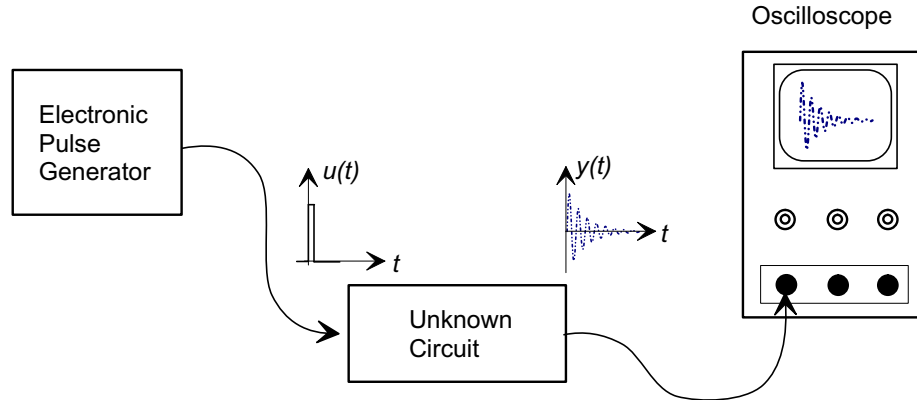 Oscilloscope
Electronic
Pulse
Generator
u(t)
t
y(t)
t
Unknown
Circuit